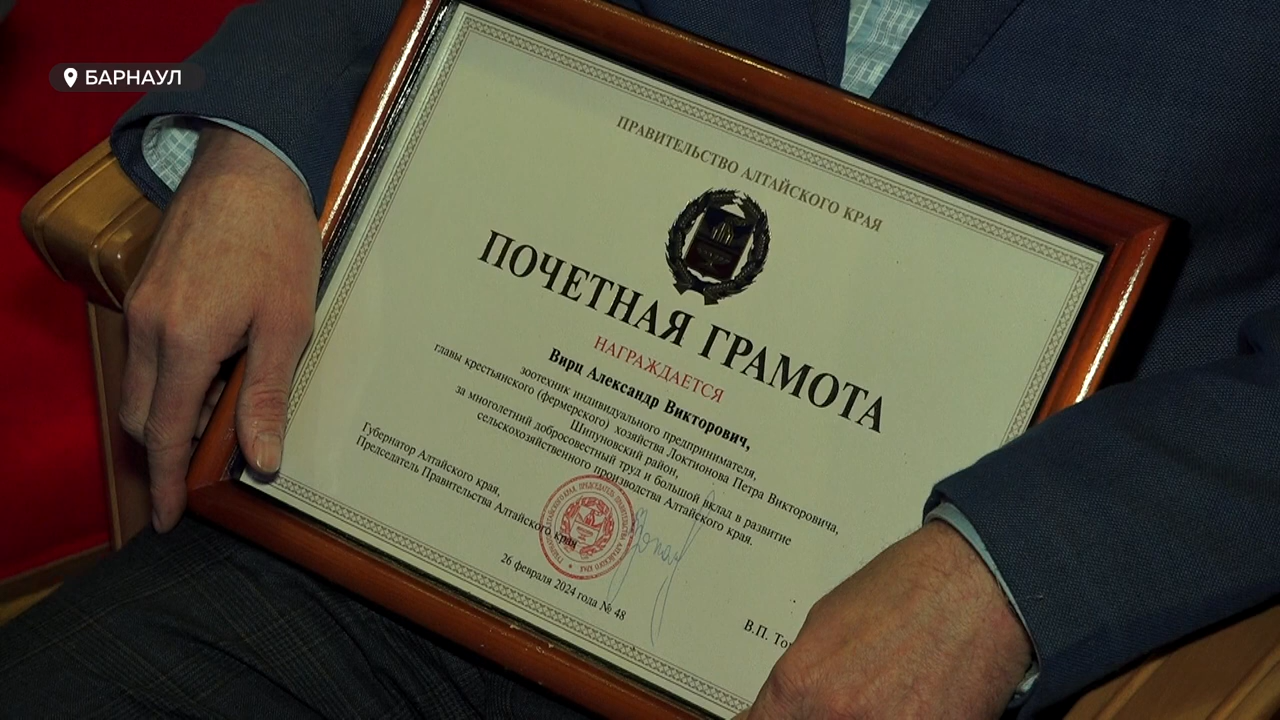 БАРНАУЛ
ПРАВИТЕЛЬСТВО АЛТАЙСКОГО КРАЯ
ПОЧЕТНАЯ ГРАМОТА
НАГРАЖДАЕТСЯ
Вирц Александр Викторович,
зоотехник индивидуального предпринимателя,
главы крестьянского (фермерского) хозяйства Локтионова Петра Викторовича,
Шипуновский район,
за многолетний добросовестный труд и большой вклад в развитие
сельскохозяйственного производства Алтайского края.
Губернатор Алтайского края,
Председатель Правительства Алтайского края
26 февраля 2024 года № 48
В.П.